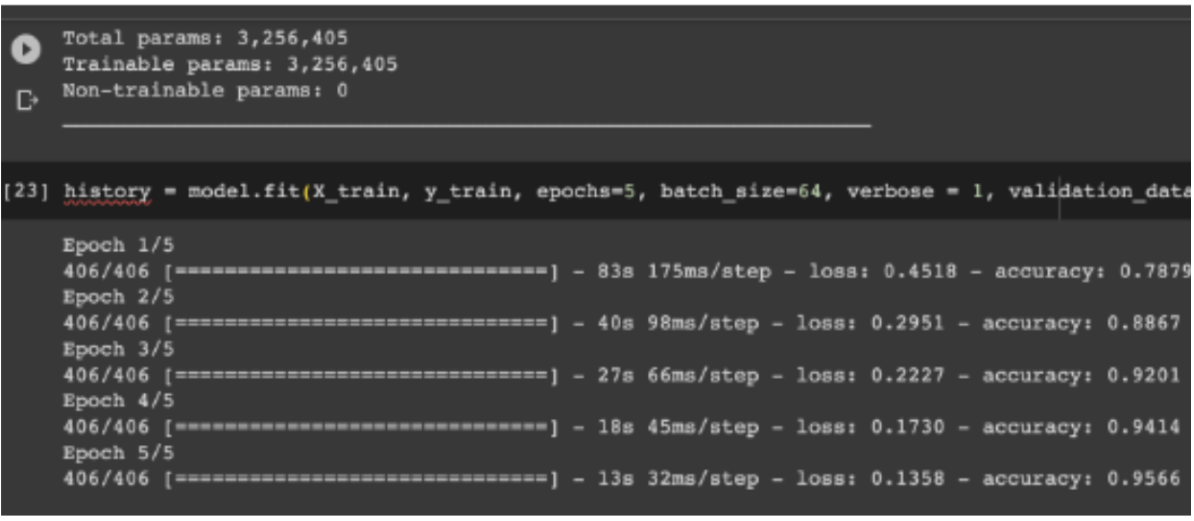 Total params: 3,256,405
Trainable params: 3,256,405
Non-trainable params: 0
[23] history = model.fit(X_train, y_train, epochs=5, batch_size=64, verbose = 1, validation_data
Epoch 1/5
406/406 [==============================] - 83s 175ms/step - loss: 0.4518 - accuracy: 0.7879
Epoch 2/5
406/406 [==============================] - 40s 98ms/step - loss: 0.2951 - accuracy: 0.8867
Epoch 3/5
406/406 [==============================] - 27s 66ms/step - loss: 0.2227 - accuracy: 0.9201
Epoch 4/5
406/406 [==============================] - 18s 45ms/step - loss: 0.1730 - accuracy: 0.9414
Epoch 5/5
406/406 [==============================] - 13s 32ms/step - loss: 0.1358 - accuracy: 0.9566